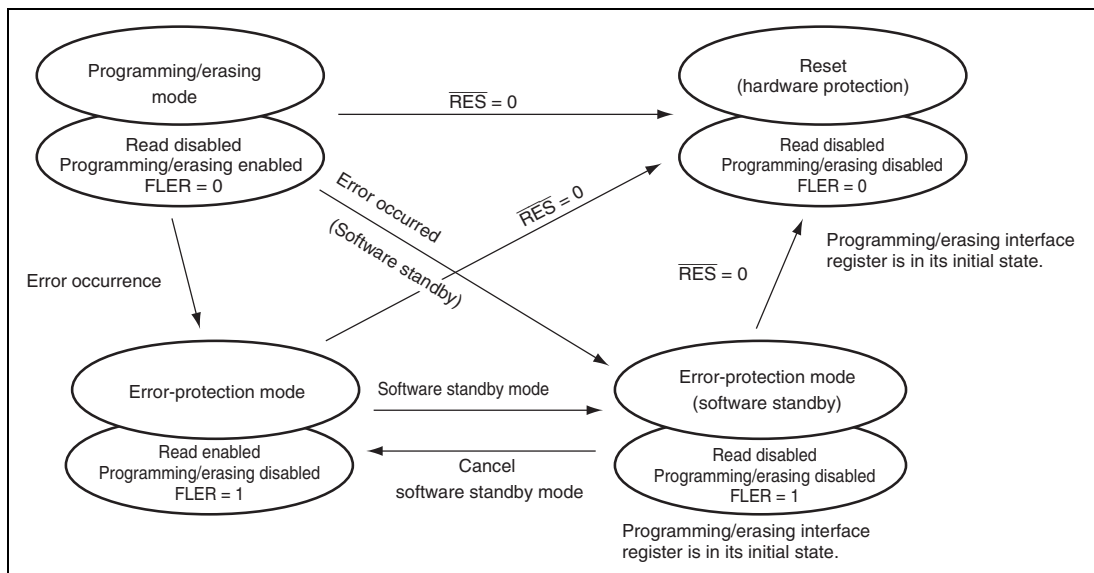 Programming/erasing
mode
Read disabled
Programming/erasing enabled
FLER = 0
RES = 0
Reset
(hardware protection)
Read disabled
Programming/erasing disabled
FLER = 0
Programming/erasing interface
register is in its initial state.
Error occurred
(Software standby)
RES = 0
RES = 0
Error occurrence
Error-protection mode
Read enabled
Programming/erasing disabled
FLER = 1
Software standby mode
Cancel
software standby mode
Error-protection mode
(software standby)
Read disabled
Programming/erasing disabled
FLER = 1
Programming/erasing interface
register is in its initial state.